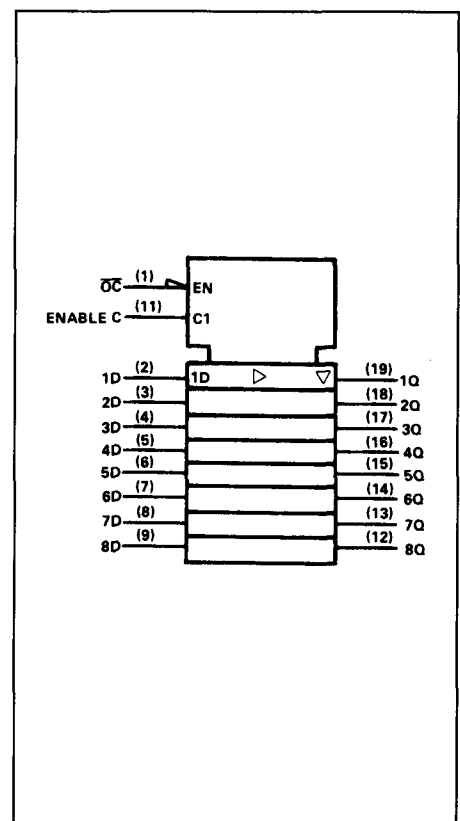 O̅C̅ (1) EN
ENABLE C (11) C1
1D (2) 1D (19) 1Q
2D (3) (18) 2Q
3D (4) (17) 3Q
4D (5) (16) 4Q
5D (6) (15) 5Q
6D (7) (14) 6Q
7D (8) (13) 7Q
8D (9) (12) 8Q